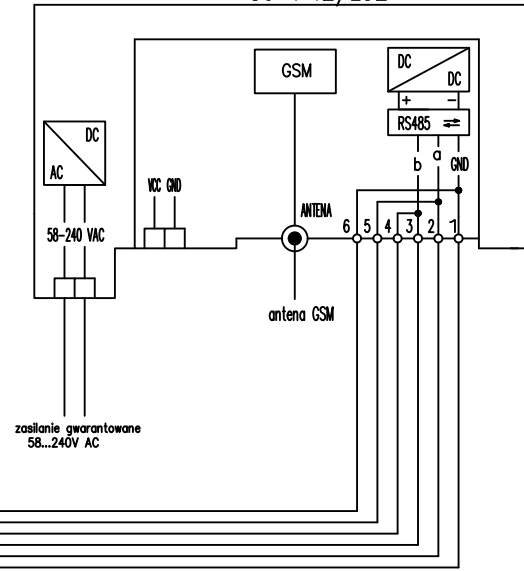 GSM
DC
DC
+ −
RS485 ⇄
b a GND
DC
AC
VCC GND
58-240 VAC
ANTENA
6 5 4 3 2 1
antena GSM
zasilanie gwarantowane
58...240V AC